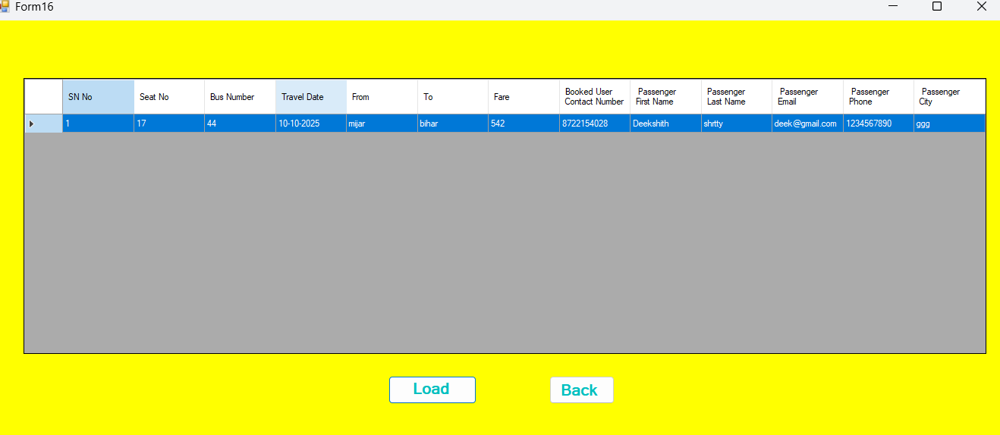 Form16
SN No Seat No Bus Number Travel Date From To Fare Booked User Contact Number Passenger First Name Passenger Last Name Passenger Email Passenger Phone Passenger City
1 17 44 10-10-2025 mijar bihar 542 8722154028 Deekshith shrtty deek@gmail.com 1234567890 ggg
Load Back